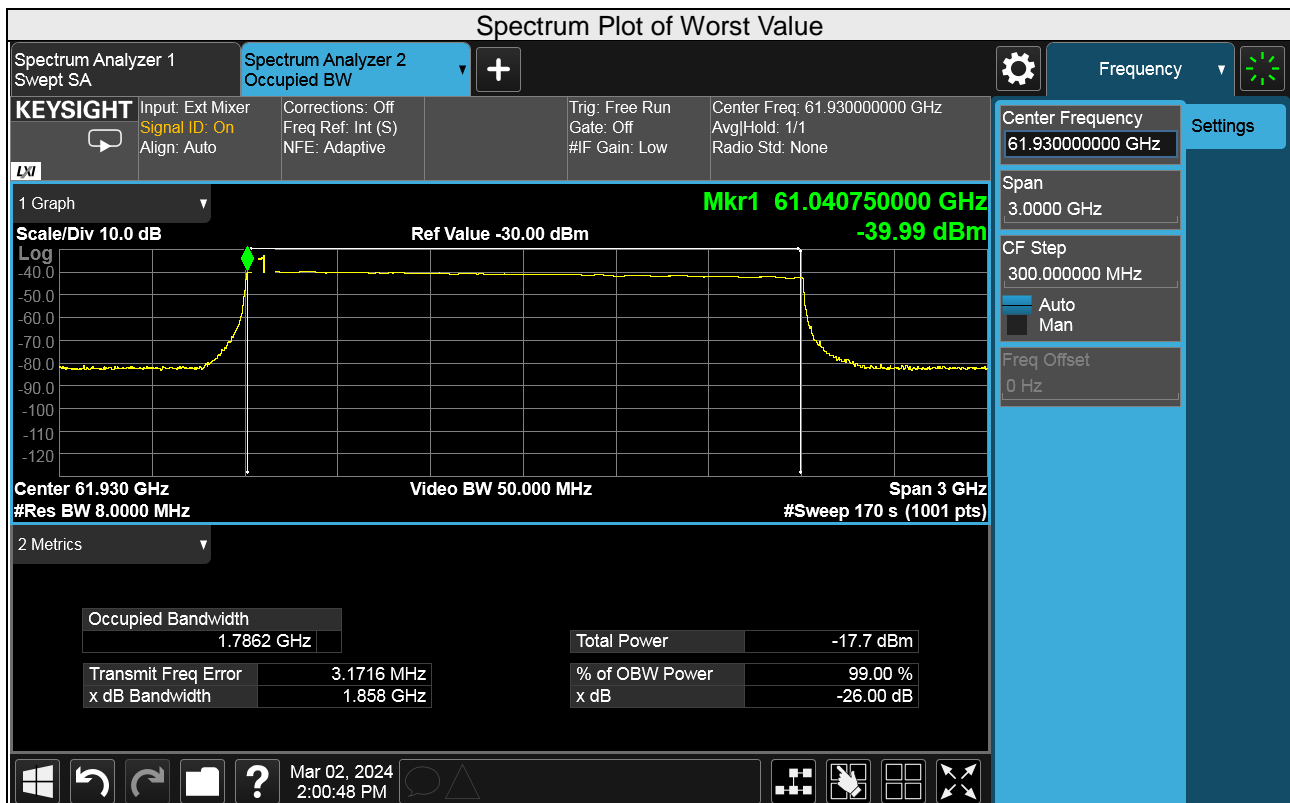 Spectrum Plot of Worst Value
Spectrum Analyzer 1
Swept SA
Spectrum Analyzer 2
Occupied BW
+
Frequency
KEYSIGHT
LXI
Input: Ext Mixer
Signal ID: On
Align: Auto
Corrections: Off
Freq Ref: Int (S)
NFE: Adaptive
Trig: Free Run
Gate: Off
#IF Gain: Low
Center Freq: 61.930000000 GHz
Avg|Hold: 1/1
Radio Std: None
Center Frequency
61.930000000 GHz
Settings
Span
3.0000 GHz
CF Step
300.000000 MHz
Auto
Man
Freq Offset
0 Hz
1 Graph
Mkr1 61.040750000 GHz
-39.99 dBm
Scale/Div 10.0 dB
Ref Value -30.00 dBm
Log
1
-40.0
-50.0
-60.0
-70.0
-80.0
-90.0
-100
-110
-120
Center 61.930 GHz
Video BW 50.000 MHz
Span 3 GHz
#Res BW 8.0000 MHz
#Sweep 170 s (1001 pts)
2 Metrics
Occupied Bandwidth
1.7862 GHz
Total Power -17.7 dBm
Transmit Freq Error 3.1716 MHz
% of OBW Power 99.00 %
x dB Bandwidth 1.858 GHz
x dB -26.00 dB
?
Mar 02, 2024
2:00:48 PM